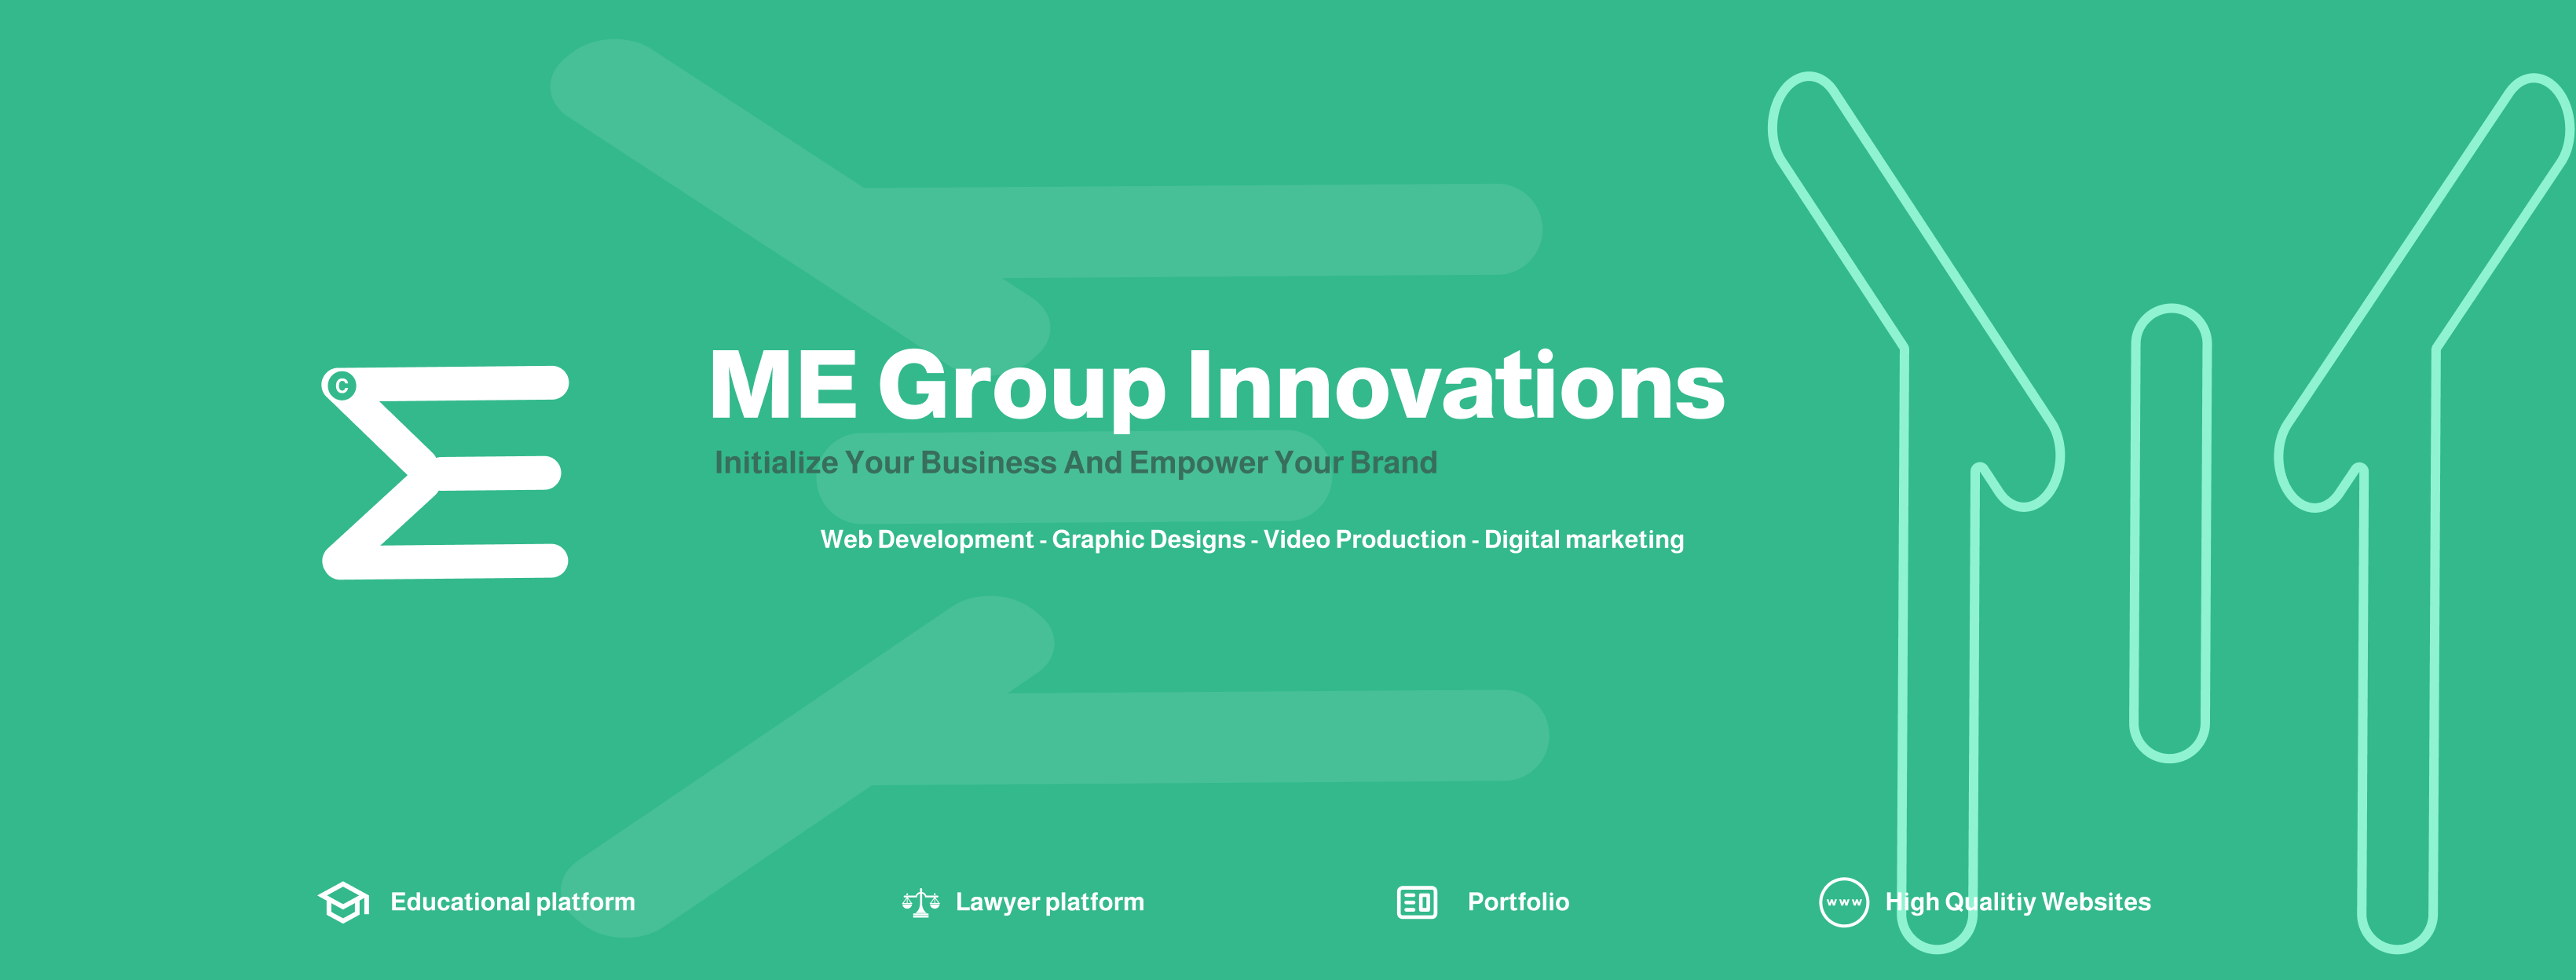 C
ME Group Innovations
Initialize Your Business And Empower Your Brand
Web Development - Graphic Designs - Video Production - Digital marketing
Educational platform
Lawyer platform
Portfolio
www
High Qualitiy Websites